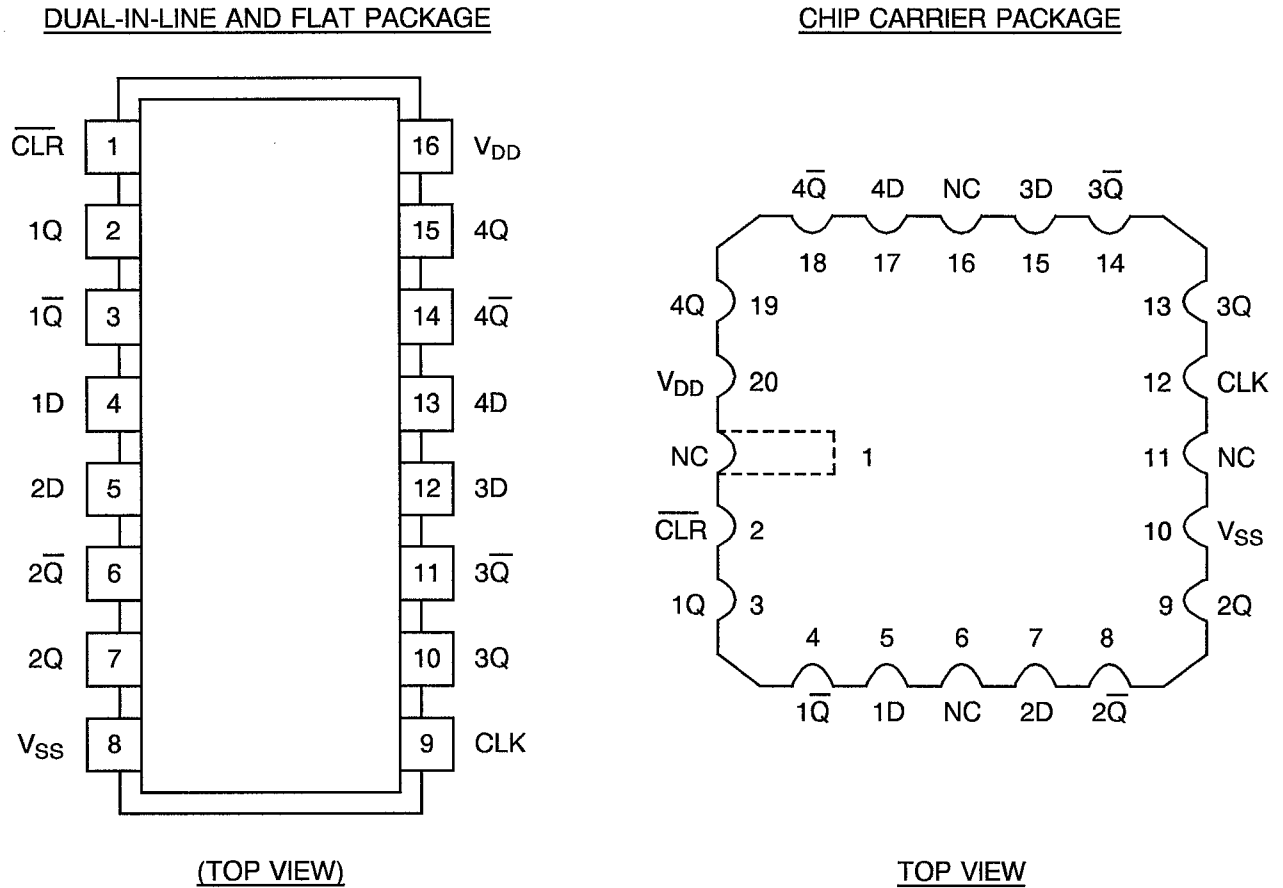 DUAL-IN-LINE AND FLAT PACKAGE
C̅L̅R̅ 1 16 VDD
1Q 2 15 4Q
1Q̅ 3 14 4Q̅
1D 4 13 4D
2D 5 12 3D
2Q̅ 6 11 3Q̅
2Q 7 10 3Q
VSS 8 9 CLK
(TOP VIEW)
CHIP CARRIER PACKAGE
4Q̅ 4D NC 3D 3Q̅
18 17 16 15 14
4Q 19 13 3Q
VDD 20 12 CLK
NC 1 11 NC
C̅L̅R̅ 2 10 VSS
1Q 3 9 2Q
4 5 6 7 8
1Q̅ 1D NC 2D 2Q̅
TOP VIEW